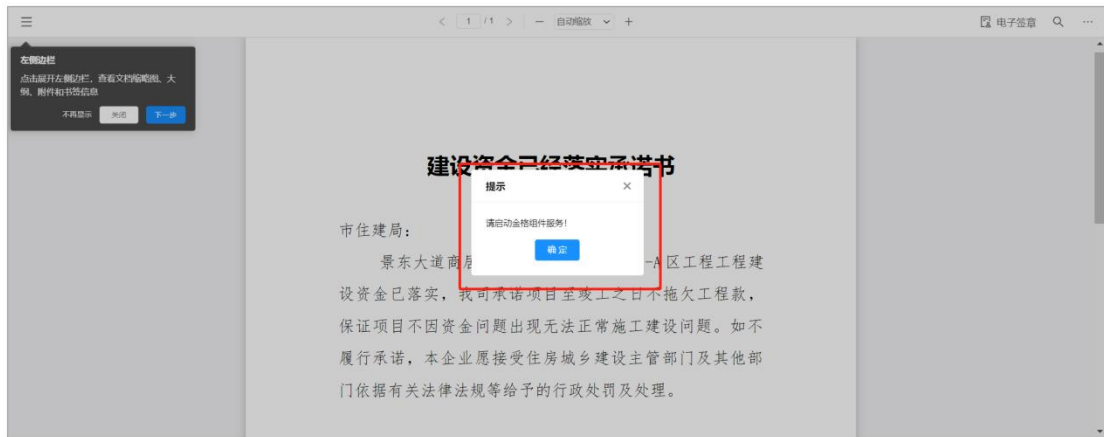 1 /1
自动缩放
电子签章
左侧边栏
点击展开左侧边栏，查看文档缩略图、大
纲、附件和书签信息
不再显示 关闭 下一步
建设资金已经落实承诺书
提示
请启动金格组件服务！
确定
市住建局：
景东大道商 -A区工程工程建
设资金已落实，我司承诺项目至竣工之日不拖欠工程款，
保证项目不因资金问题出现无法正常施工建设问题。如不
履行承诺，本企业愿接受住房城乡建设主管部门及其他部
门依据有关法律法规等给予的行政处罚及处理。